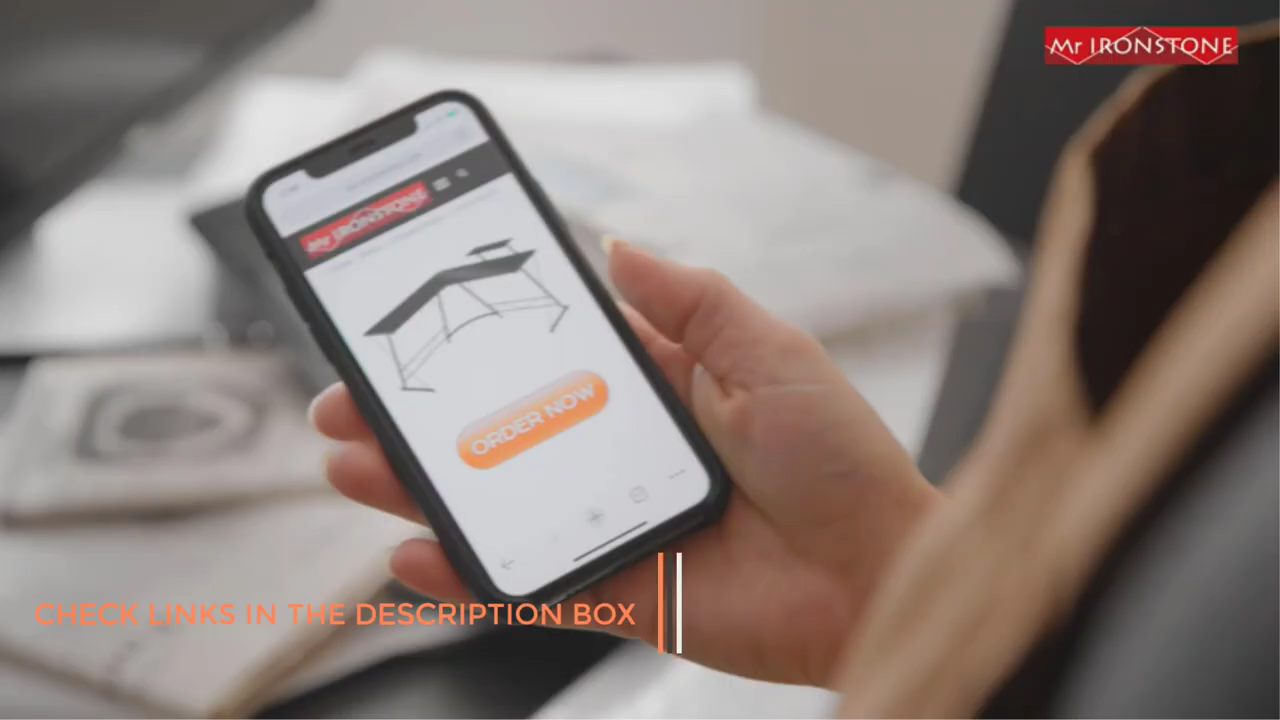 Mr IRONSTONE
Mr IRONSTONE
ORDER NOW
CHECK LINKS IN THE DESCRIPTION BOX